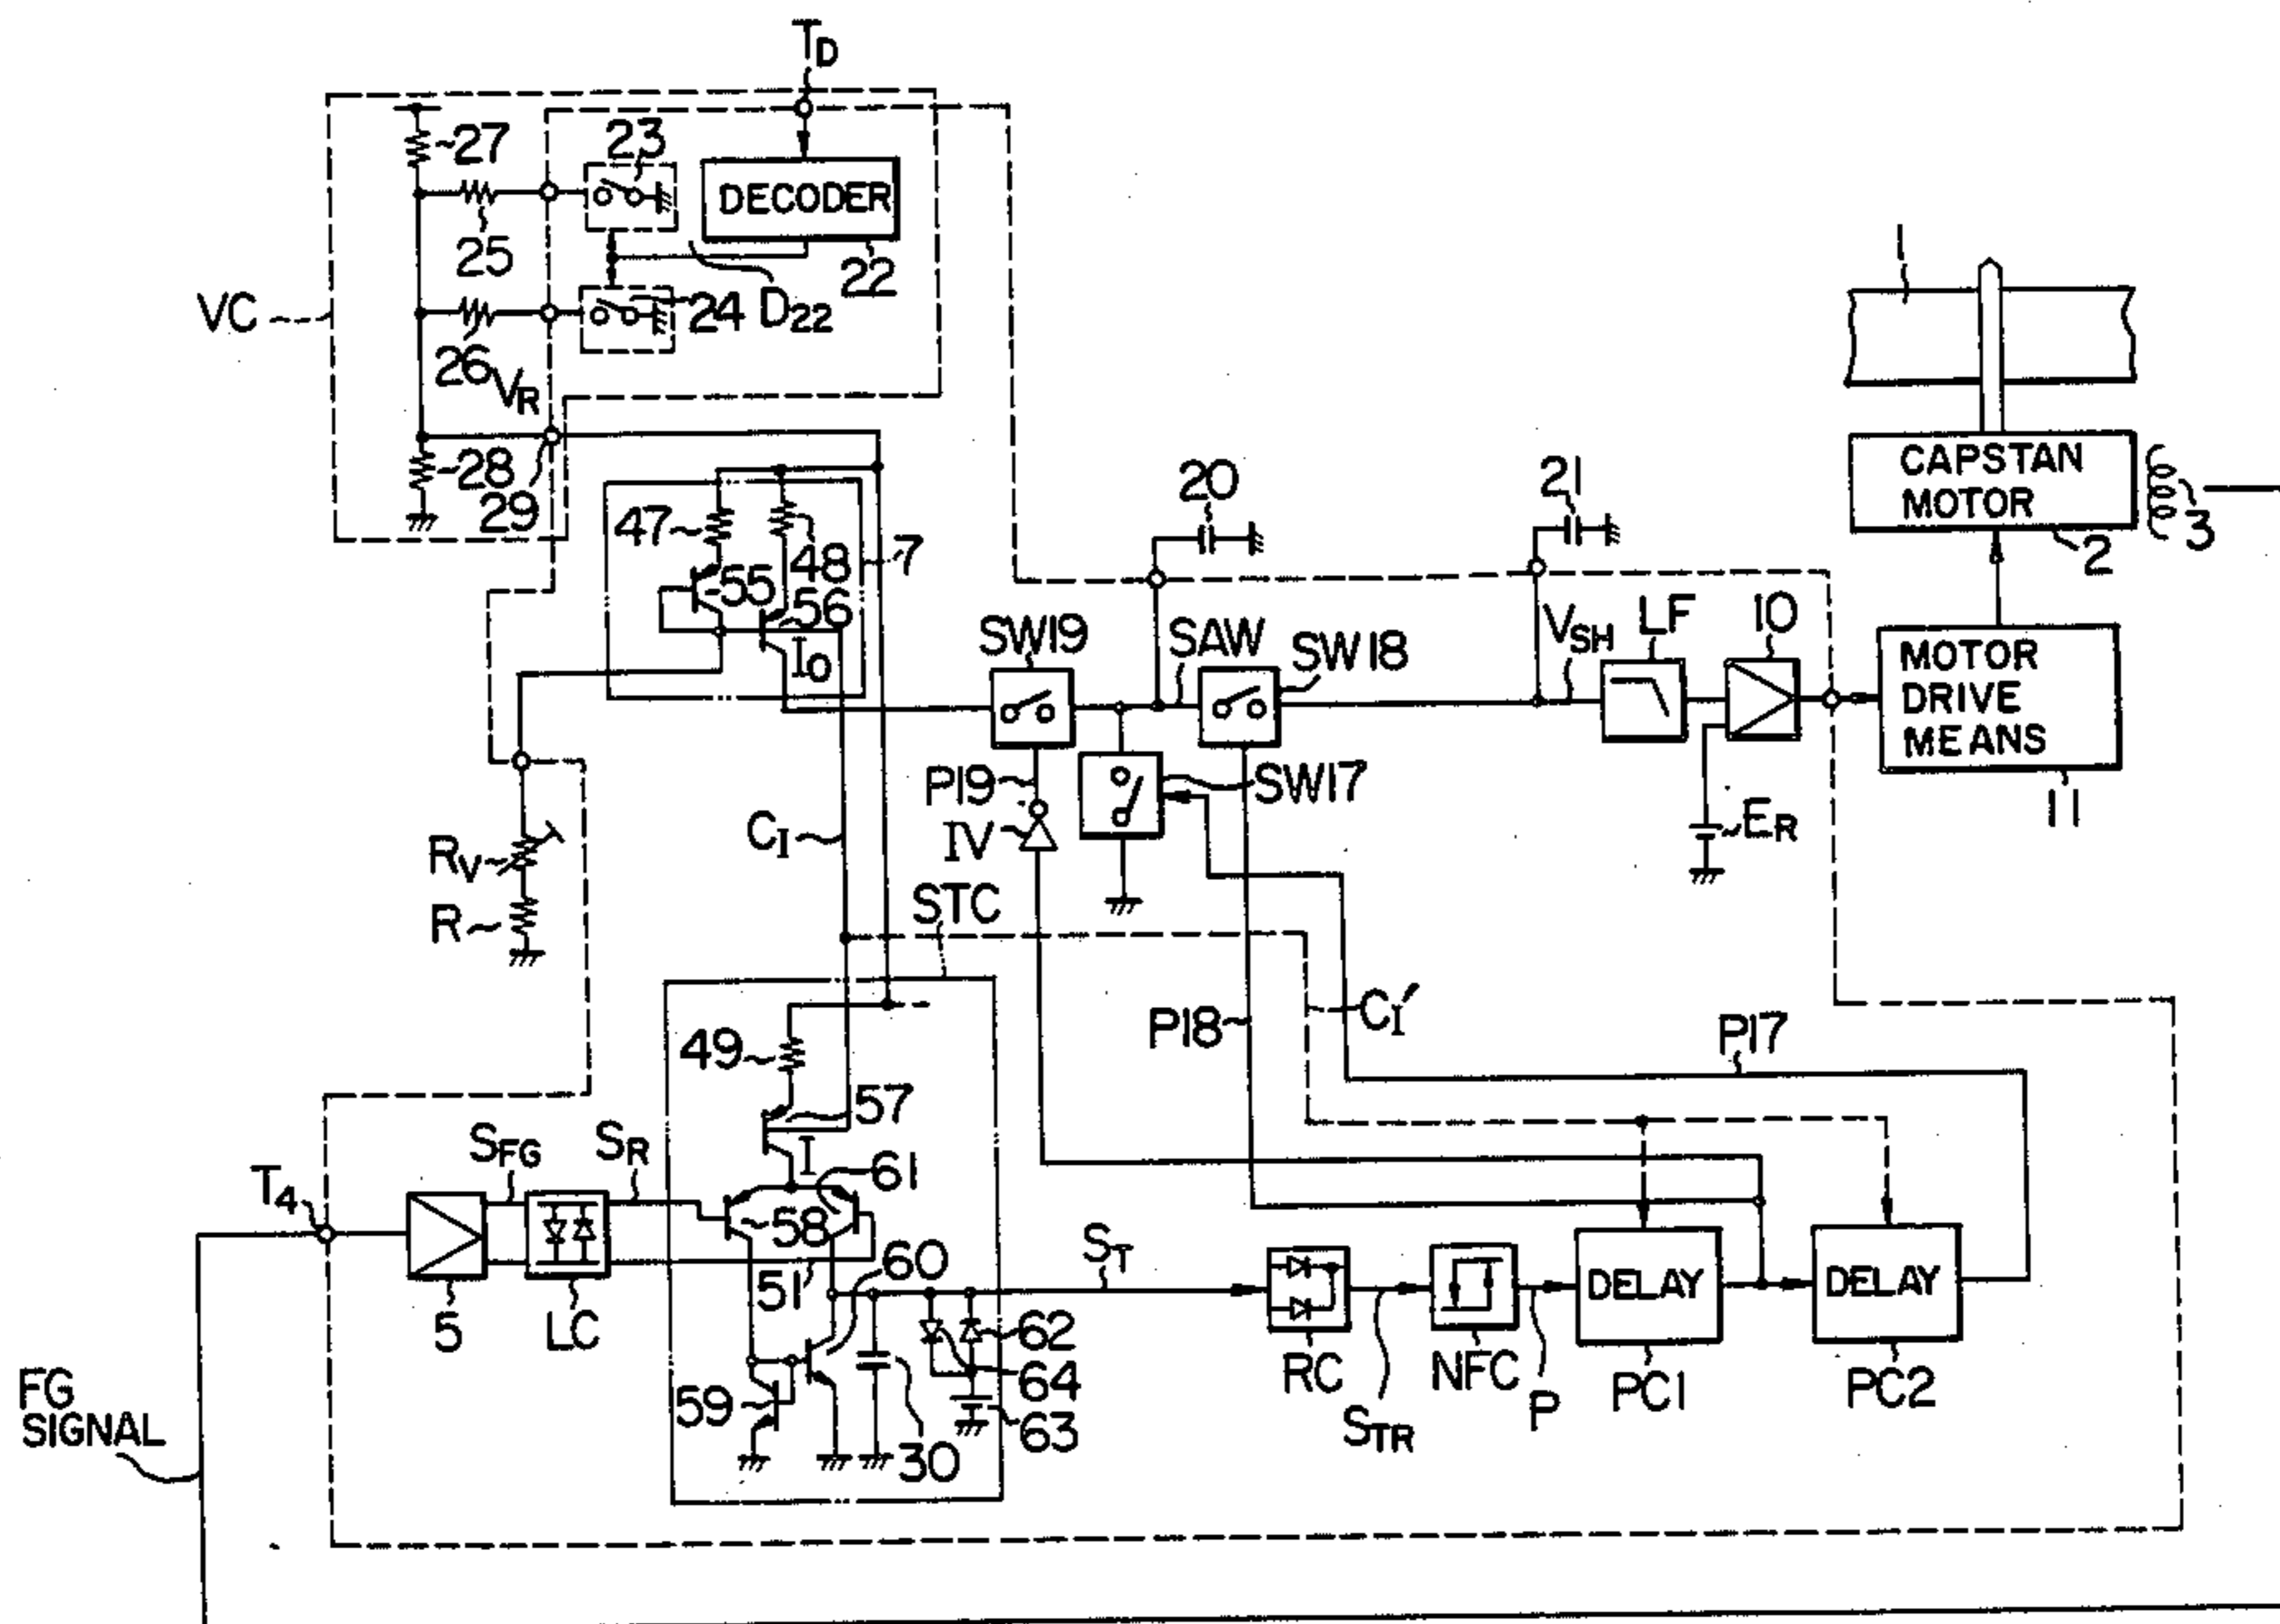 TD
27
23
DECODER
25
22
1
VC
24
D22
26
VR
28
29
CAPSTAN
MOTOR
20
21
47
48
7
3
2
55
56
IO
SW19
SAW
SW18
VSH
LF
10
MOTOR
DRIVE
MEANS
P19
SW17
IV
CI
RV
ER
11
R
STC
CI'
P18
P17
49
57
I
61
SFG
SR
T4
58
60
ST
51
DELAY
DELAY
5
LC
62
64
RC
NFC
PC1
PC2
59
FG
SIGNAL
63
30
STR
P